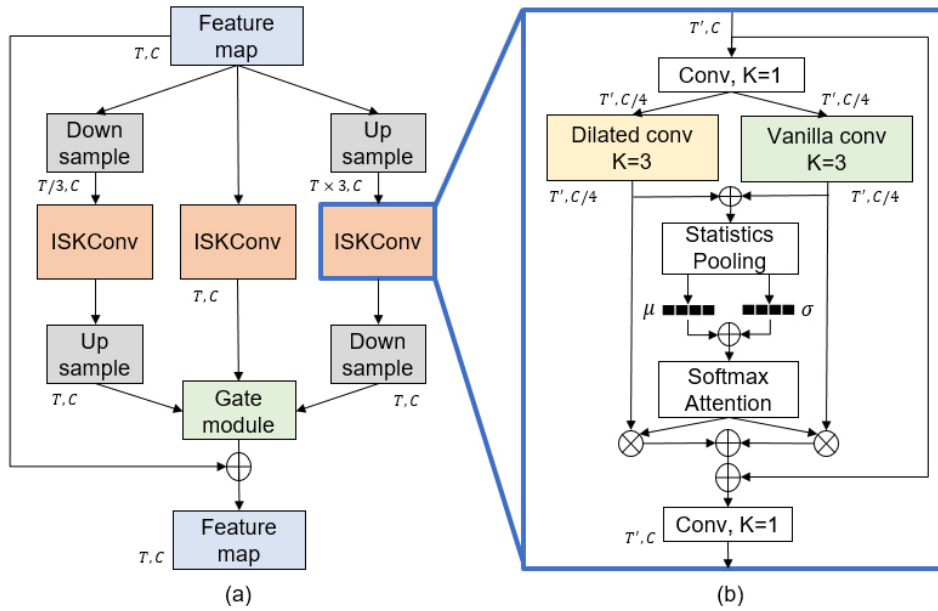 Feature
map
T, C
Down
sample
Up
sample
T/3, C
T × 3, C
ISKConv
ISKConv
ISKConv
T, C
Up
sample
Down
sample
T, C
T, C
Gate
module
Feature
map
T, C
(a)
T', C
Conv, K=1
T', C/4
T', C/4
Dilated conv
K=3
Vanilla conv
K=3
T', C/4
T', C/4
Statistics
Pooling
μ
σ
Softmax
Attention
Conv, K=1
T', C
(b)